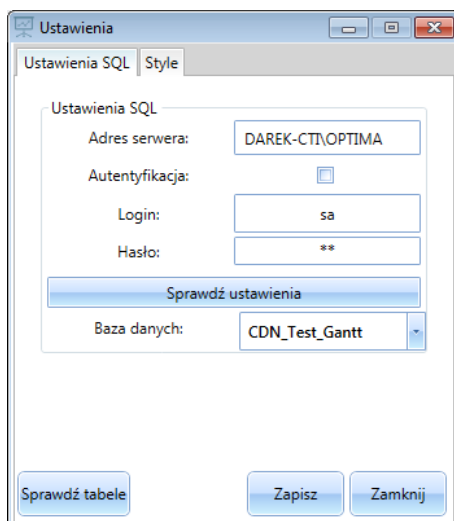 Ustawienia
Ustawienia SQL Style
Ustawienia SQL
Adres serwera: DAREK-CTI\OPTIMA
Autentyfikacja:
Login: sa
Hasło: **
Sprawdź ustawienia
Baza danych: CDN_Test_Gantt
Sprawdź tabele Zapisz Zamknij